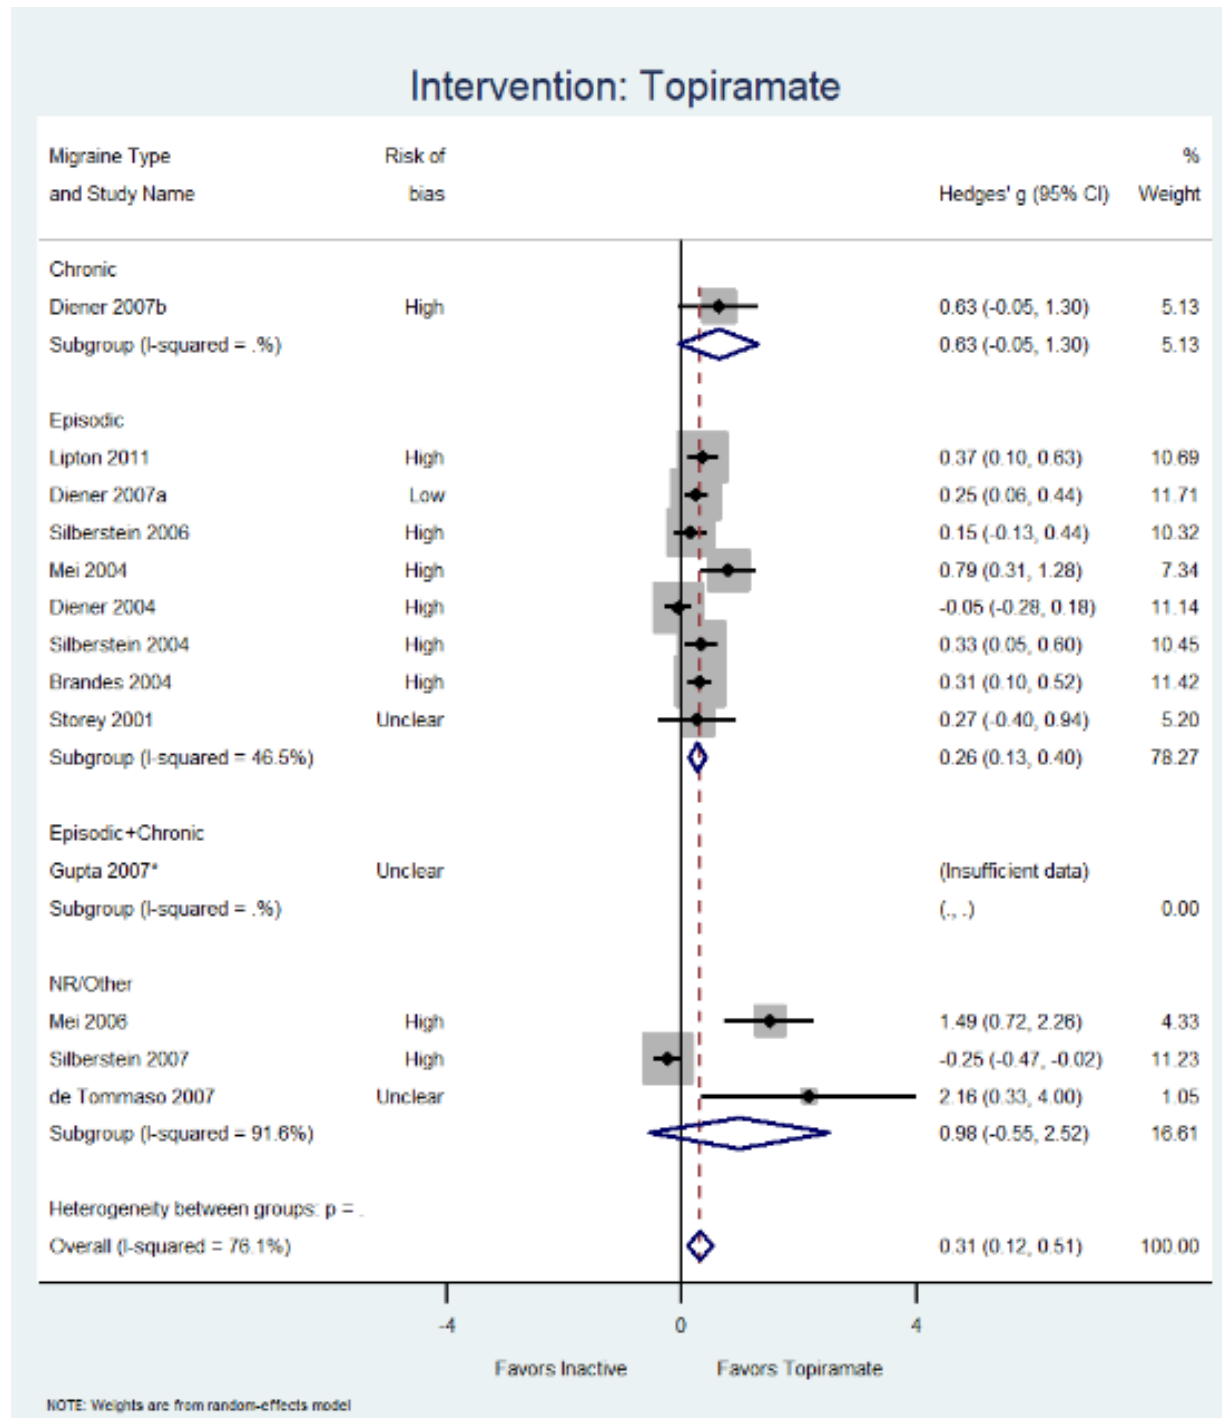 Intervention: Topiramate
Migraine Type Risk of %
and Study Name bias Hedges' g (95% CI) Weight
Chronic
Diener 2007b High 0.63 (-0.05, 1.30) 5.13
Subgroup (I-squared = .%) 0.63 (-0.05, 1.30) 5.13
Episodic
Lipton 2011 High 0.37 (0.10, 0.63) 10.69
Diener 2007a Low 0.25 (0.06, 0.44) 11.71
Silberstein 2006 High 0.15 (-0.13, 0.44) 10.32
Mei 2004 High 0.79 (0.31, 1.28) 7.34
Diener 2004 High -0.05 (-0.28, 0.18) 11.14
Silberstein 2004 High 0.33 (0.05, 0.60) 10.45
Brandes 2004 High 0.31 (0.10, 0.52) 11.42
Storey 2001 Unclear 0.27 (-0.40, 0.94) 5.20
Subgroup (I-squared = 46.5%) 0.26 (0.13, 0.40) 78.27
Episodic+Chronic
Gupta 2007* Unclear (Insufficient data)
Subgroup (I-squared = .%) (., .) 0.00
NR/Other
Mei 2006 High 1.49 (0.72, 2.26) 4.33
Silberstein 2007 High -0.25 (-0.47, -0.02) 11.23
de Tommaso 2007 Unclear 2.16 (0.33, 4.00) 1.05
Subgroup (I-squared = 91.6%) 0.98 (-0.55, 2.52) 16.61
Heterogeneity between groups: p = .
Overall (I-squared = 76.1%) 0.31 (0.12, 0.51) 100.00
-4 0 4
Favors Inactive Favors Topiramate
NOTE: Weights are from random-effects model